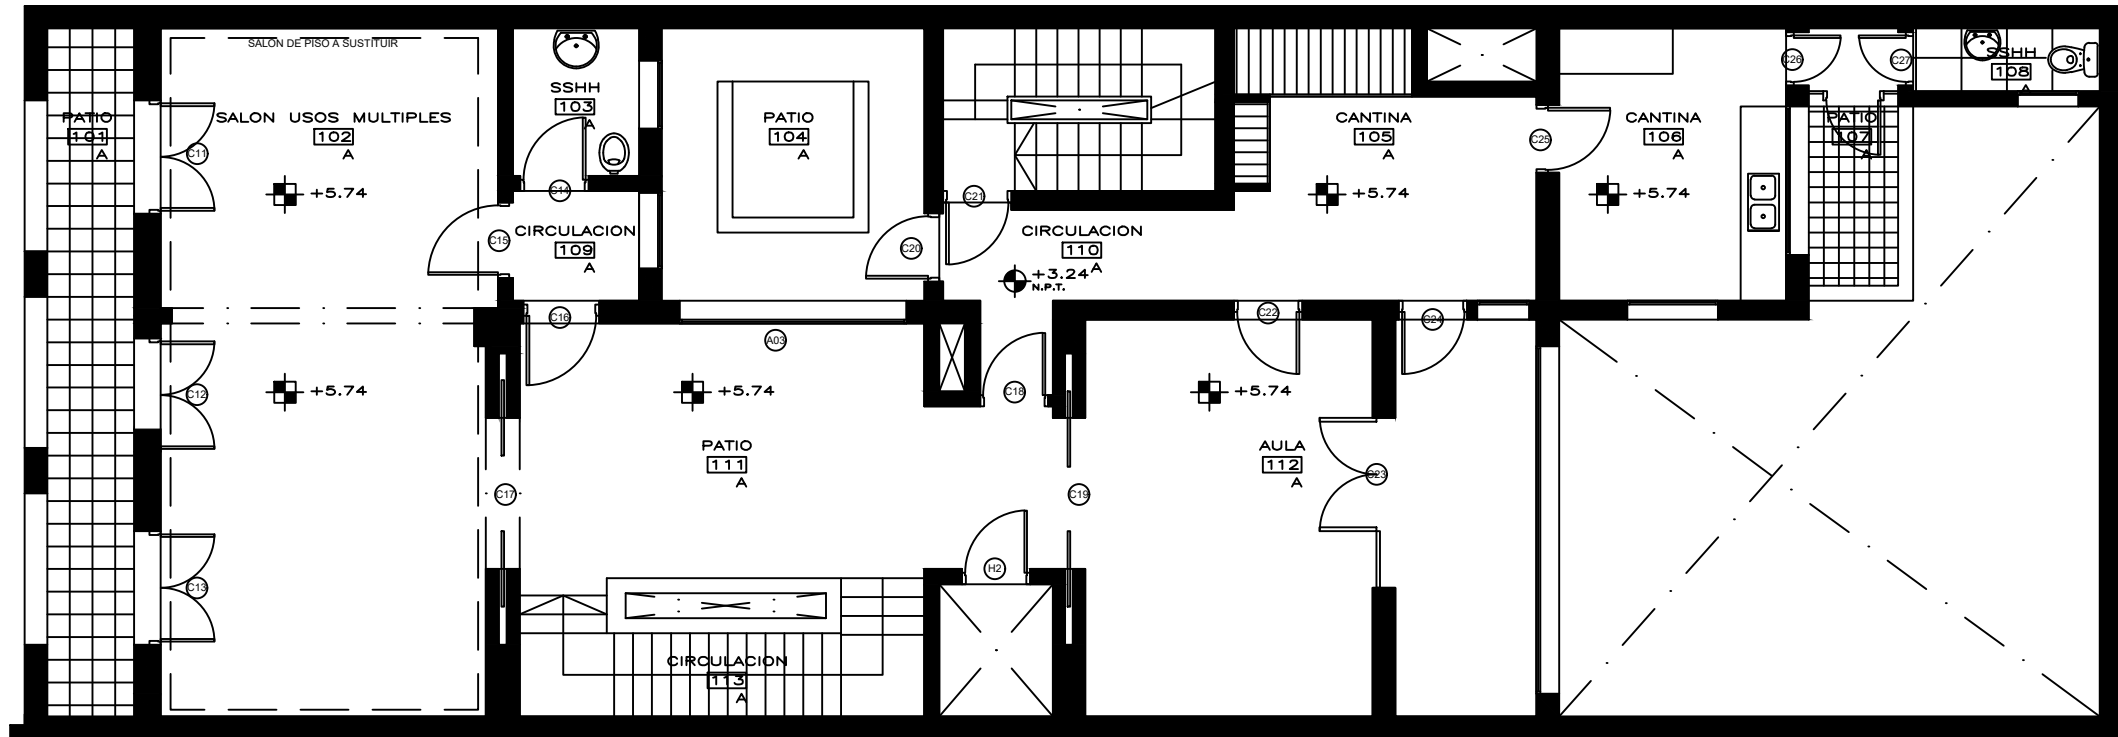 SALON DE PISO A SUSTITUIR
PATIO
101
A
SALON USOS MULTIPLES
102
A
SSHH
103
A
PATIO
104
A
CANTINA
105
A
CANTINA
106
A
PATIO
107
A
SSHH
108
A
C26
C27
C11
C14
C25
+5.74
C21
+5.74
+5.74
C15
CIRCULACION
109
A
C20
CIRCULACION
110
A
+3.24
N.P.T.
C16
A03
C22
C24
+5.74
C12
+5.74
C18
+5.74
PATIO
111
A
AULA
112
A
C23
C17
C19
C13
H2
CIRCULACION
113
A